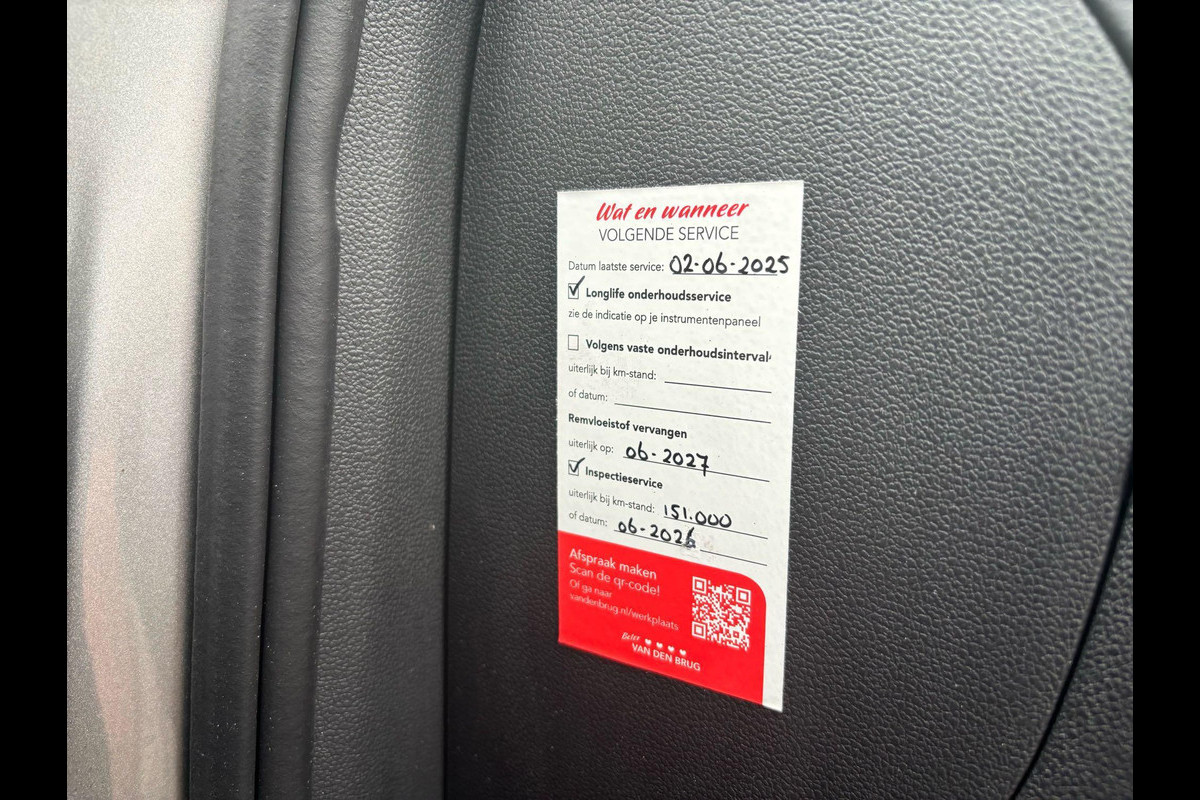 Wat en wanneer
VOLGENDE SERVICE
Datum laatste service: 02-06-2025
Longlife onderhoudsservice
zie de indicatie op je instrumentenpaneel
Volgens vaste onderhoudsinterval
uiterlijk bij km-stand:
of datum:
Remvloeistof vervangen
uiterlijk op: 06-2027
Inspectieservice
uiterlijk bij km-stand: 151.000
of datum: 06-2026
Afspraak maken
Scan de qr-code!
Of ga naar
vandenbrug.nl/werkplaats
Beter
VAN DEN BRUG